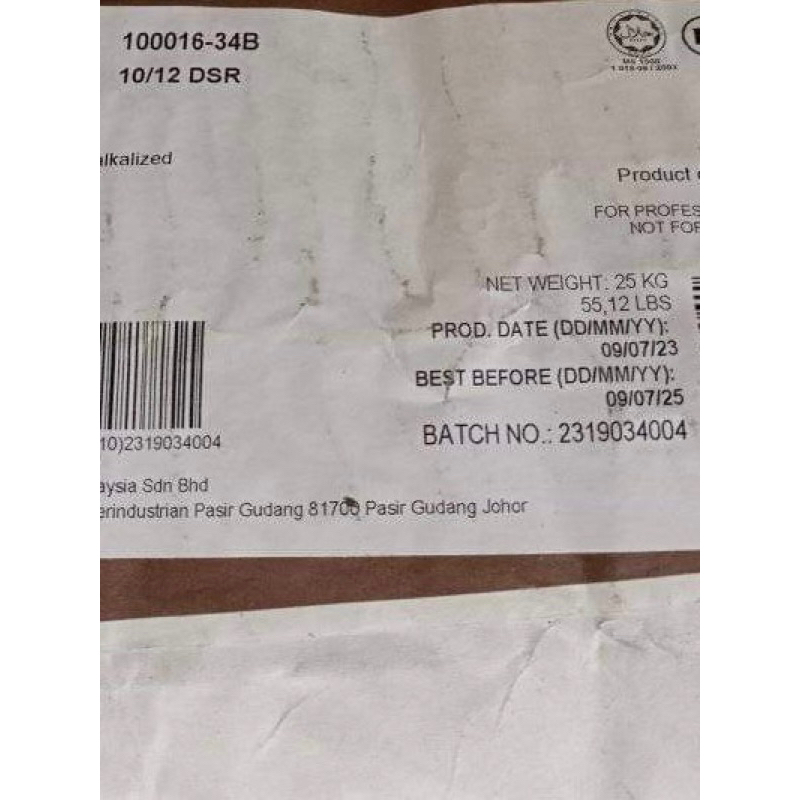 100016-34B
10/12 DSR
MS 1500
alkalized
Product
FOR PROFES
NOT FOR
NET WEIGHT: 25 KG
55,12 LBS
PROD. DATE (DD/MM/YY):
09/07/23
BEST BEFORE (DD/MM/YY):
09/07/25
BATCH NO.: 2319034004
10)2319034004
aysia Sdn Bhd
erindustrian Pasir Gudang 81700 Pasir Gudang Johor